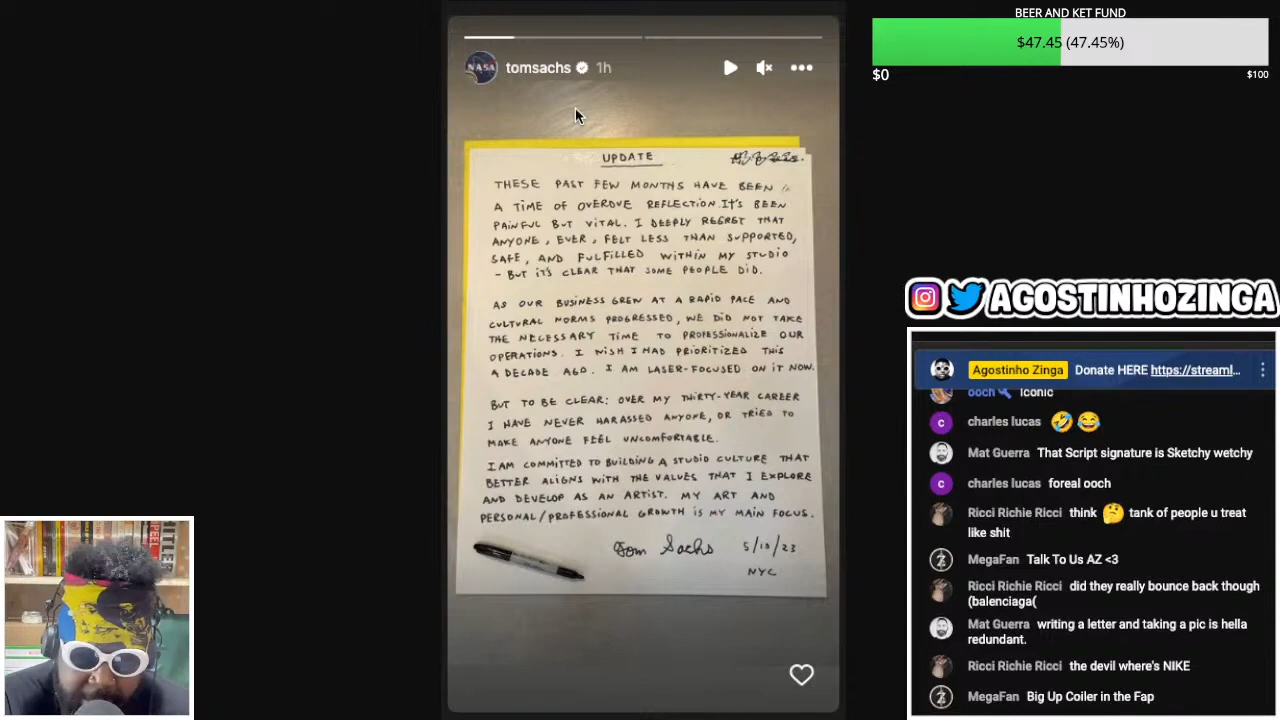 BEER AND KET FUND
$47.45 (47.45%)
$0
$100
NASA
tomsachs
1h
UPDATE
THESE PAST FEW MONTHS HAVE BEEN
A TIME OF OVERDUE REFLECTION. IT'S BEEN
PAINFUL BUT VITAL. I DEEPLY REGRET THAT
ANYONE, EVER, FELT LESS THAN SUPPORTED,
SAFE, AND FULFILLED WITHIN MY STUDIO
- BUT IT'S CLEAR THAT SOME PEOPLE DID.
AS OUR BUSINESS GREW AT A RAPID PACE AND
CULTURAL NORMS PROGRESSED, WE DID NOT TAKE
THE NECESSARY TIME TO PROFESSIONALIZE OUR
OPERATIONS. I WISH I HAD PRIORITIZED THIS
A DECADE AGO. I AM LASER-FOCUSED ON IT NOW.
BUT TO BE CLEAR: OVER MY THIRTY-YEAR CAREER
I HAVE NEVER HARASSED ANYONE, OR TRIED TO
MAKE ANYONE FEEL UNCOMFORTABLE.
I AM COMMITTED TO BUILDING A STUDIO CULTURE THAT
BETTER ALIGNS WITH THE VALUES THAT I EXPLORE
AND DEVELOP AS AN ARTIST. MY ART AND
PERSONAL/PROFESSIONAL GROWTH IS MY MAIN FOCUS.
Tom Sachs 5/10/23
NYC
AGOSTINHOZINGA
Agostinho Zinga Donate HERE https://streaml...
ooch Iconic
charles lucas 🤣 😂
Mat Guerra That Script signature is Sketchy wetchy
charles lucas foreal ooch
Ricci Richie Ricci think 🤔 tank of people u treat
like shit
MegaFan Talk To Us AZ <3
Ricci Richie Ricci did they really bounce back though
(balenciaga(
Mat Guerra writing a letter and taking a pic is hella
redundant.
Ricci Richie Ricci the devil where's NIKE
MegaFan Big Up Coiler in the Fap